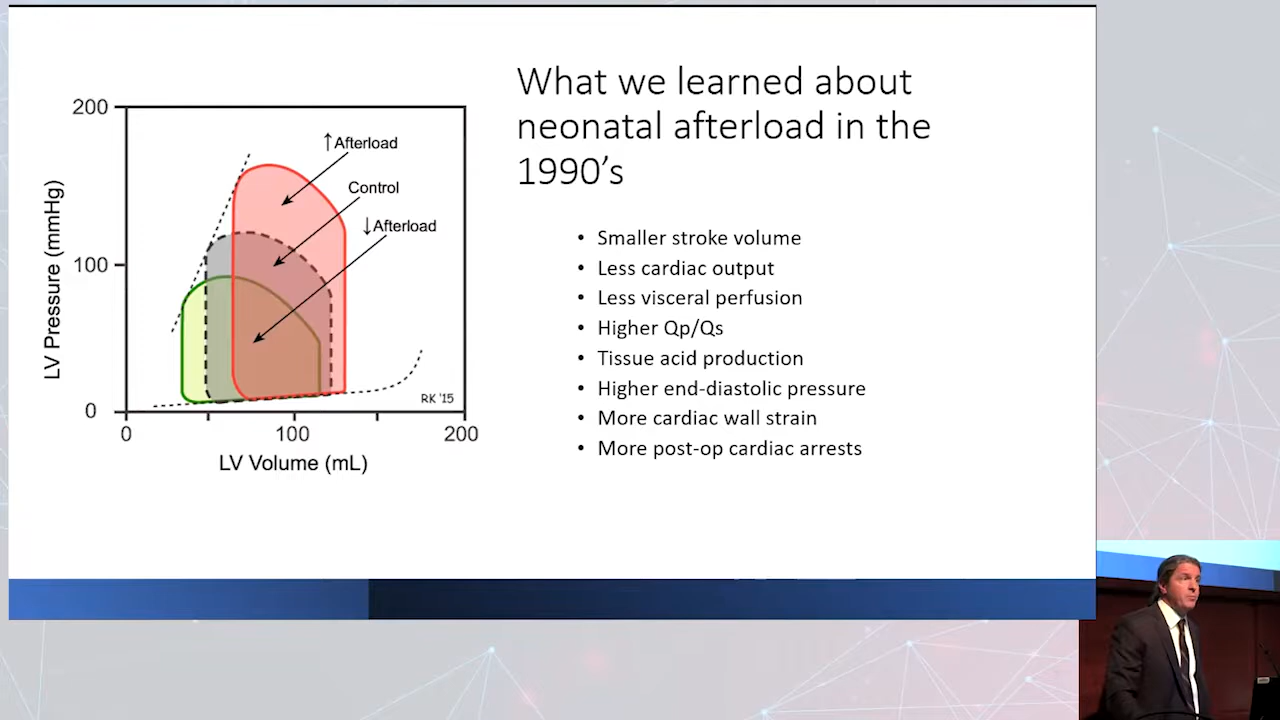 What we learned about
neonatal afterload in the
1990's
• Smaller stroke volume
• Less cardiac output
• Less visceral perfusion
• Higher Qp/Qs
• Tissue acid production
• Higher end-diastolic pressure
• More cardiac wall strain
• More post-op cardiac arrests
200
100
0
LV Pressure (mmHg)
↑Afterload
Control
↓Afterload
RK '15
0
100
200
LV Volume (mL)